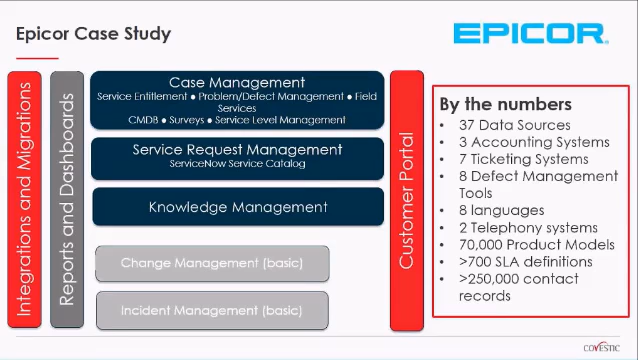 Epicor Case Study
EPICOR
Integrations and Migrations
Reports and Dashboards
Case Management
Service Entitlement ● Problem/Defect Management ● Field
Services
CMDB ● Surveys ● Service Level Management
Service Request Management
ServiceNow Service Catalog
Knowledge Management
Change Management (basic)
Incident Management (basic)
Customer Portal
By the numbers
• 37 Data Sources
• 3 Accounting Systems
• 7 Ticketing Systems
• 8 Defect Management
Tools
• 8 languages
• 2 Telephony systems
• 70,000 Product Models
• >700 SLA definitions
• >250,000 contact
records
COVESTIC